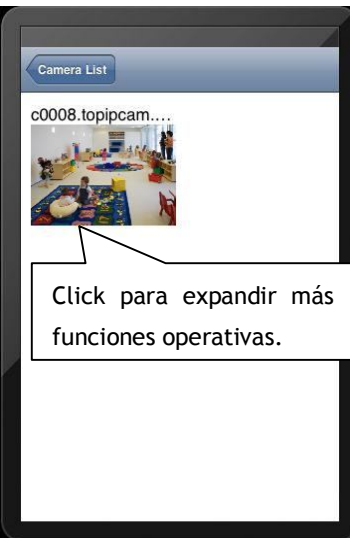 Camera List
c0008.topipcam....
Click para expandir más
funciones operativas.